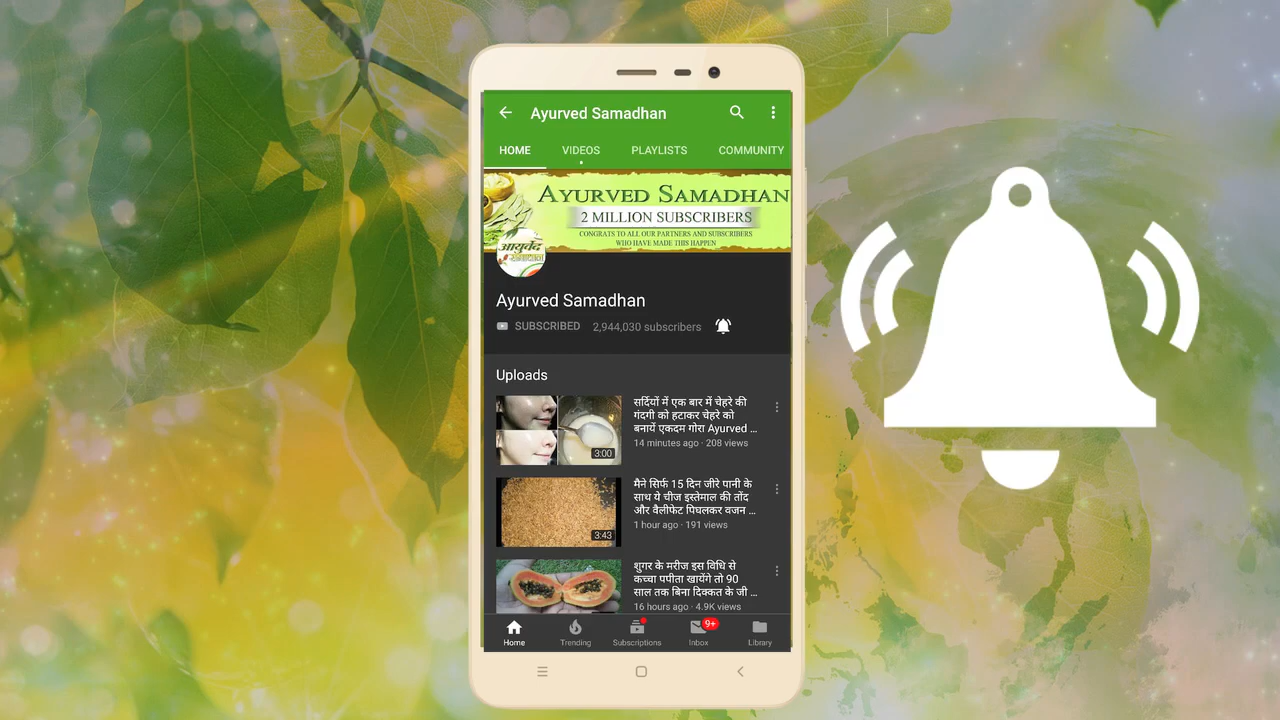 Ayurved Samadhan
HOME VIDEOS PLAYLISTS COMMUNITY
AYURVED SAMADHAN
2 MILLION SUBSCRIBERS
CONGRATS TO ALL OUR PARTNERS AND SUBSCRIBERS
WHO HAVE MADE THIS HAPPEN
आयुर्वेद
समाधान
Ayurved Samadhan
SUBSCRIBED 2,944,030 subscribers
Uploads
सर्दियों में एक बार में चेहरे की
गंदगी को हटाकर चेहरे को
बनायें एकदम गोरा Ayurved ...
14 minutes ago · 208 views
3:00
मैने सिर्फ 15 दिन जीरे पानी के
साथ ये चीज इस्तेमाल की तोंद
और वैलीफेट पिघलकर वजन ...
1 hour ago · 191 views
3:43
शुगर के मरीज इस विधि से
कच्चा पपीता खायेंगे तो 90
साल तक बिना दिक्कत के जी ...
16 hours ago · 4.9K views
9+
Home Trending Subscriptions Inbox Library